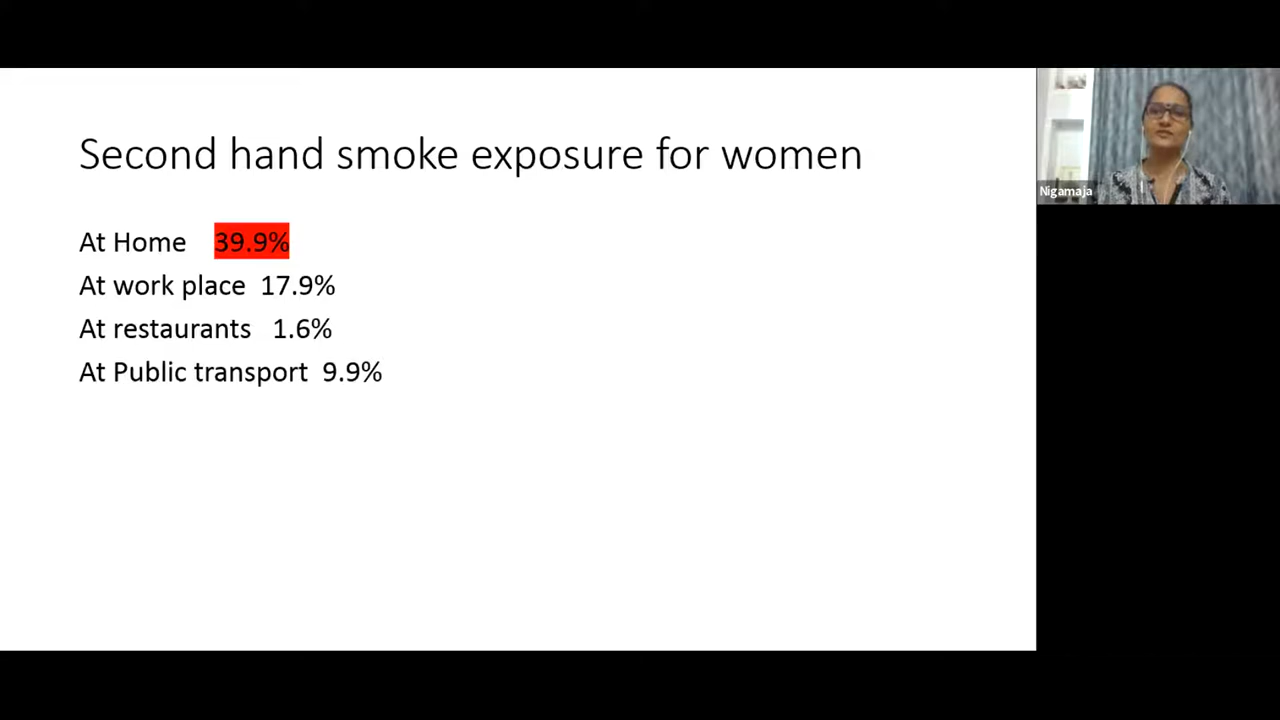 Second hand smoke exposure for women
At Home 39.9%
At work place 17.9%
At restaurants 1.6%
At Public transport 9.9%
Nigamaja